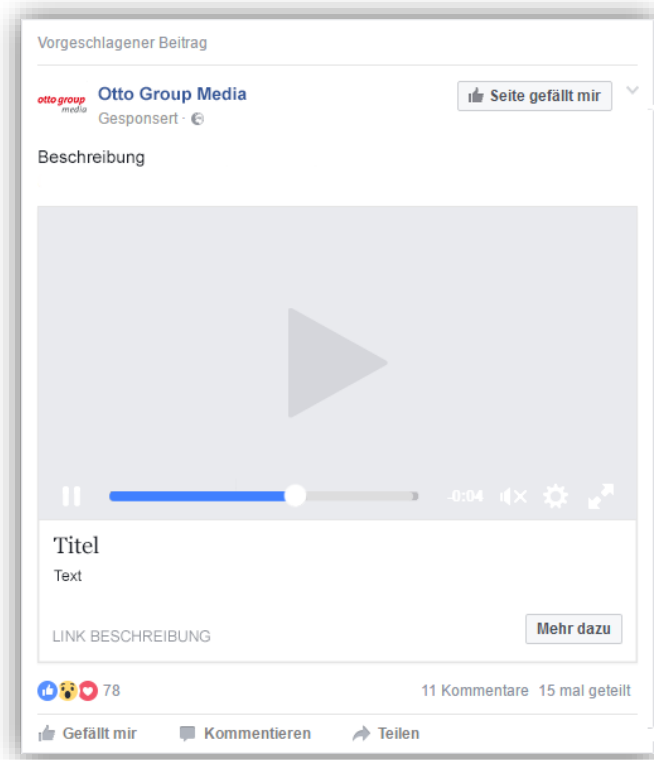 Vorgeschlagener Beitrag
otto group
media
Otto Group Media
Gesponsert ·
Seite gefällt mir
Beschreibung
-0:04
Titel
Text
LINK BESCHREIBUNG
Mehr dazu
78
11 Kommentare 15 mal geteilt
Gefällt mir Kommentieren Teilen